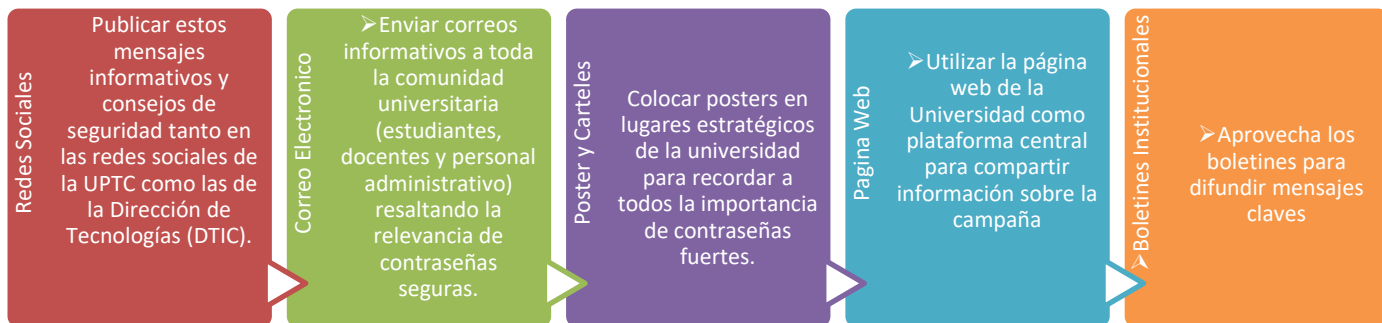 Redes Sociales
Publicar estos
mensajes
informativos y
consejos de
seguridad tanto en
las redes sociales de
la UPTC como las de
la Dirección de
Tecnologías (DTIC).
Correo Electronico
➢Enviar correos
informativos a toda
la comunidad
universitaria
(estudiantes,
docentes y personal
administrativo)
resaltando la
relevancia de
contraseñas
seguras.
Poster y Carteles
Colocar posters en
lugares estratégicos
de la universidad
para recordar a
todos la importancia
de contraseñas
fuertes.
Pagina Web
➢Utilizar la página
web de la
Universidad como
plataforma central
para compartir
información sobre la
campaña
➢Boletines Institucionales
➢Aprovecha los
boletines para
difundir mensajes
claves